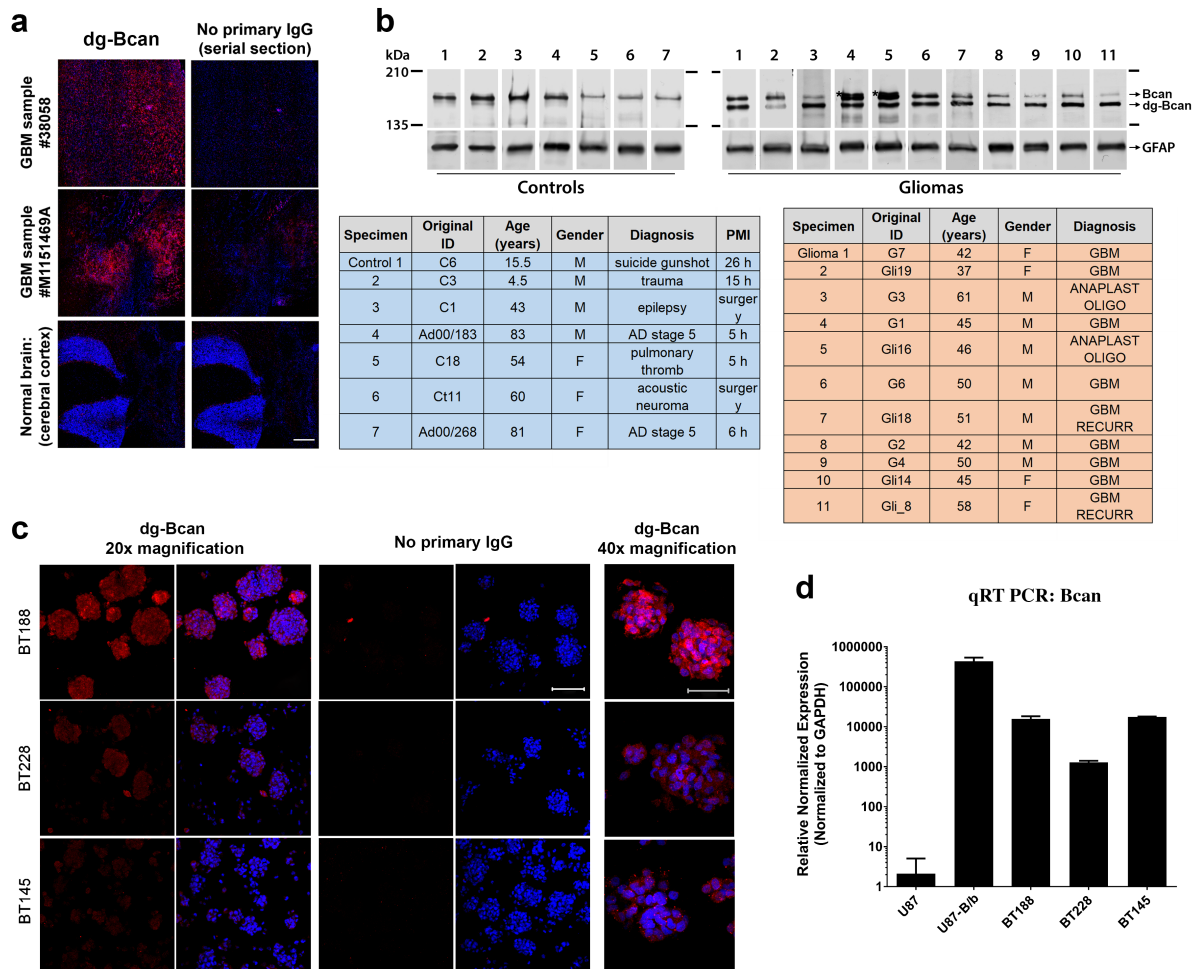 a
dg-Bcan
No primary IgG
(serial section)
GBM sample
#38058
GBM sample
#M1151469A
Normal brain:
(cerebral cortex)
b
kDa
1 2 3 4 5 6 7
1 2 3 4 5 6 7 8 9 10 11
210
135
* *
Bcan
dg-Bcan
GFAP
Controls
Gliomas
Specimen Original ID Age (years) Gender Diagnosis PMI
Control 1 C6 15.5 M suicide gunshot 26 h
2 C3 4.5 M trauma 15 h
3 C1 43 M epilepsy surger y
4 Ad00/183 83 M AD stage 5 5 h
5 C18 54 F pulmonary thromb 5 h
6 Ct11 60 F acoustic neuroma surger y
7 Ad00/268 81 F AD stage 5 6 h
Specimen Original ID Age (years) Gender Diagnosis
Glioma 1 G7 42 F GBM
2 Gli19 37 F GBM
3 G3 61 M ANAPLAST OLIGO
4 G1 45 M GBM
5 Gli16 46 M ANAPLAST OLIGO
6 G6 50 M GBM
7 Gli18 51 M GBM RECURR
8 G2 42 M GBM
9 G4 50 M GBM
10 Gli14 45 F GBM
11 Gli_8 58 F GBM RECURR
c
dg-Bcan
20x magnification
No primary IgG
dg-Bcan
40x magnification
BT188
BT228
BT145
d
qRT PCR: Bcan
Relative Normalized Expression
(Normalized to GAPDH)
1000000
100000
10000
1000
100
10
1
U87
U87-B/b
BT188
BT228
BT145